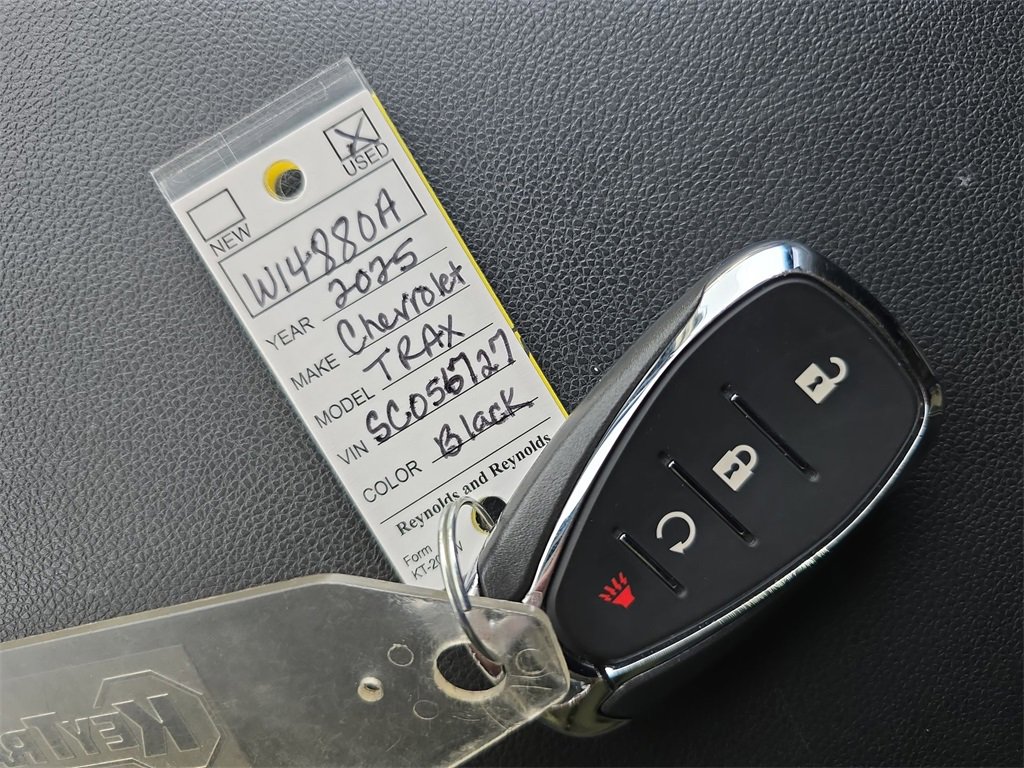 USED
NEW
W14880A
YEAR 2025
MAKE Chevrolet
MODEL TRAX
VIN SC056727
COLOR Black
Reynolds and Reynolds
Form